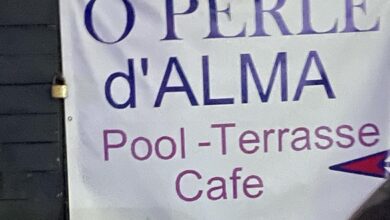 O PERLE
d'ALMA
Pool - Terrasse
Cafe